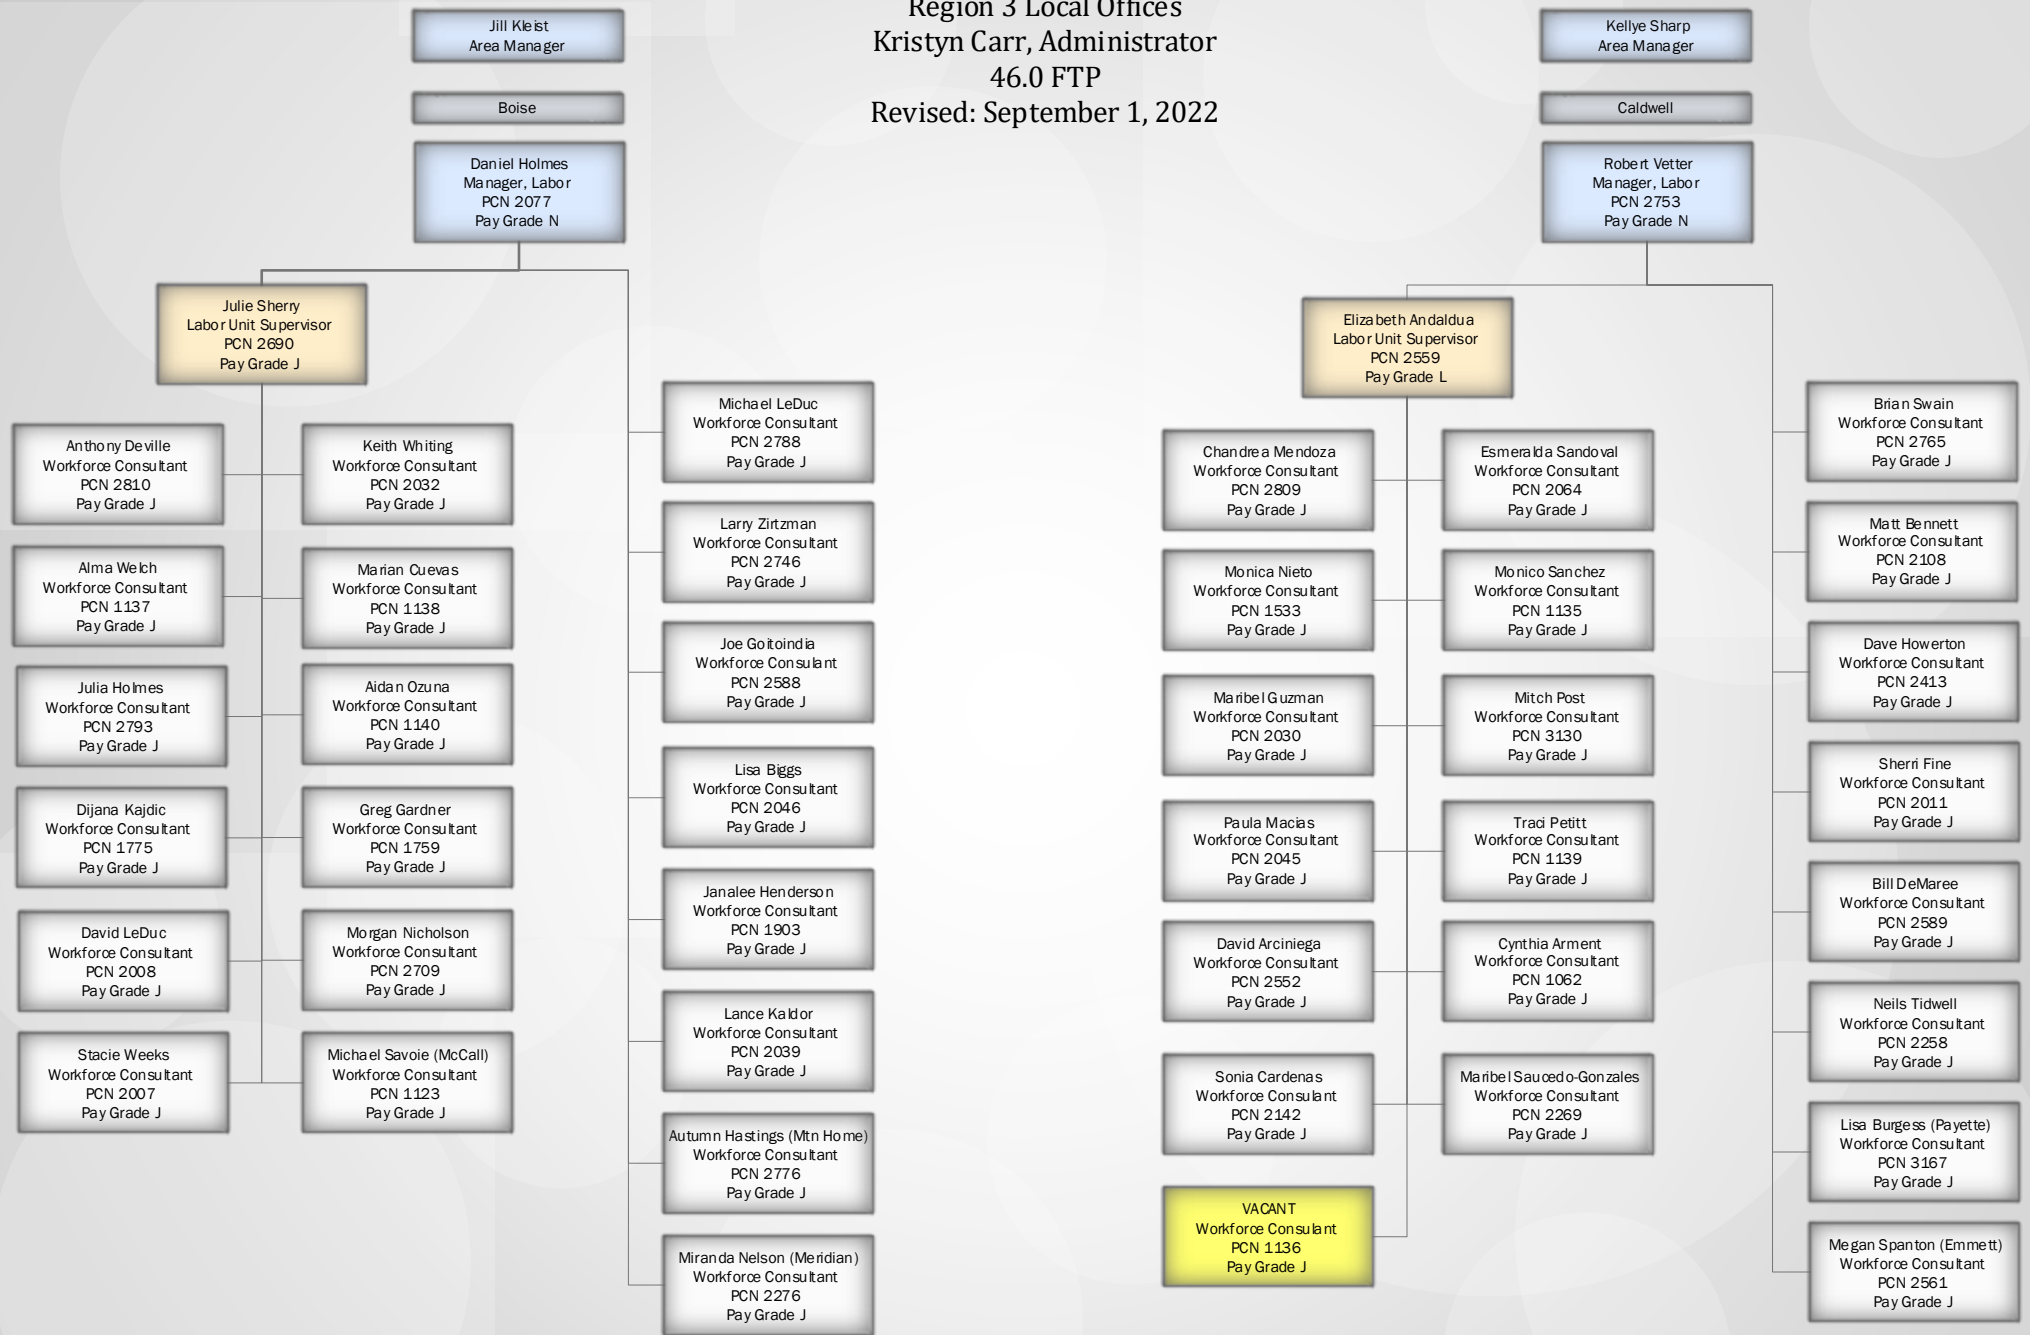 Region 3 Local Offices
Kristyn Carr, Administrator
46.0 FTP
Revised: September 1, 2022
Jill Kleist
Area Manager
Boise
Daniel Holmes
Manager, Labor
PCN 2077
Pay Grade N
Julie Sherry
Labor Unit Supervisor
PCN 2690
Pay Grade J
Anthony Deville
Workforce Consultant
PCN 2810
Pay Grade J
Keith Whiting
Workforce Consultant
PCN 2032
Pay Grade J
Alma Welch
Workforce Consultant
PCN 1137
Pay Grade J
Marian Cuevas
Workforce Consultant
PCN 1138
Pay Grade J
Julia Holmes
Workforce Consultant
PCN 2793
Pay Grade J
Aidan Ozuna
Workforce Consultant
PCN 1140
Pay Grade J
Dijana Kajdic
Workforce Consultant
PCN 1775
Pay Grade J
Greg Gardner
Workforce Consultant
PCN 1759
Pay Grade J
David LeDuc
Workforce Consultant
PCN 2008
Pay Grade J
Morgan Nicholson
Workforce Consultant
PCN 2709
Pay Grade J
Stacie Weeks
Workforce Consultant
PCN 2007
Pay Grade J
Michael Savoie (McCall)
Workforce Consultant
PCN 1123
Pay Grade J
Michael LeDuc
Workforce Consultant
PCN 2788
Pay Grade J
Larry Zirtzman
Workforce Consultant
PCN 2746
Pay Grade J
Joe Goitoindia
Workforce Consulant
PCN 2588
Pay Grade J
Lisa Biggs
Workforce Consultant
PCN 2046
Pay Grade J
Janalee Henderson
Workforce Consultant
PCN 1903
Pay Grade J
Lance Kaldor
Workforce Consultant
PCN 2039
Pay Grade J
Autumn Hastings (Mtn Home)
Workforce Consultant
PCN 2776
Pay Grade J
Miranda Nelson (Meridian)
Workforce Consultant
PCN 2276
Pay Grade J
Kellye Sharp
Area Manager
Caldwell
Robert Vetter
Manager, Labor
PCN 2753
Pay Grade N
Elizabeth Andaldua
Labor Unit Supervisor
PCN 2559
Pay Grade L
Chandrea Mendoza
Workforce Consultant
PCN 2809
Pay Grade J
Esmeralda Sandoval
Workforce Consultant
PCN 2064
Pay Grade J
Monica Nieto
Workforce Consultant
PCN 1533
Pay Grade J
Monico Sanchez
Workforce Consultant
PCN 1135
Pay Grade J
Maribel Guzman
Workforce Consultant
PCN 2030
Pay Grade J
Mitch Post
Workforce Consultant
PCN 3130
Pay Grade J
Paula Macias
Workforce Consultant
PCN 2045
Pay Grade J
Traci Petitt
Workforce Consultant
PCN 1139
Pay Grade J
David Arciniega
Workforce Consultant
PCN 2552
Pay Grade J
Cynthia Arment
Workforce Consultant
PCN 1062
Pay Grade J
Sonia Cardenas
Workforce Consulant
PCN 2142
Pay Grade J
Maribel Saucedo-Gonzales
Workforce Consultant
PCN 2269
Pay Grade J
VACANT
Workforce Consulant
PCN 1136
Pay Grade J
Brian Swain
Workforce Consultant
PCN 2765
Pay Grade J
Matt Bennett
Workforce Consultant
PCN 2108
Pay Grade J
Dave Howerton
Workforce Consultant
PCN 2413
Pay Grade J
Sherri Fine
Workforce Consultant
PCN 2011
Pay Grade J
Bill DeMaree
Workforce Consultant
PCN 2589
Pay Grade J
Neils Tidwell
Workforce Consultant
PCN 2258
Pay Grade J
Lisa Burgess (Payette)
Workforce Consultant
PCN 3167
Pay Grade J
Megan Spanton (Emmett)
Workforce Consultant
PCN 2561
Pay Grade J